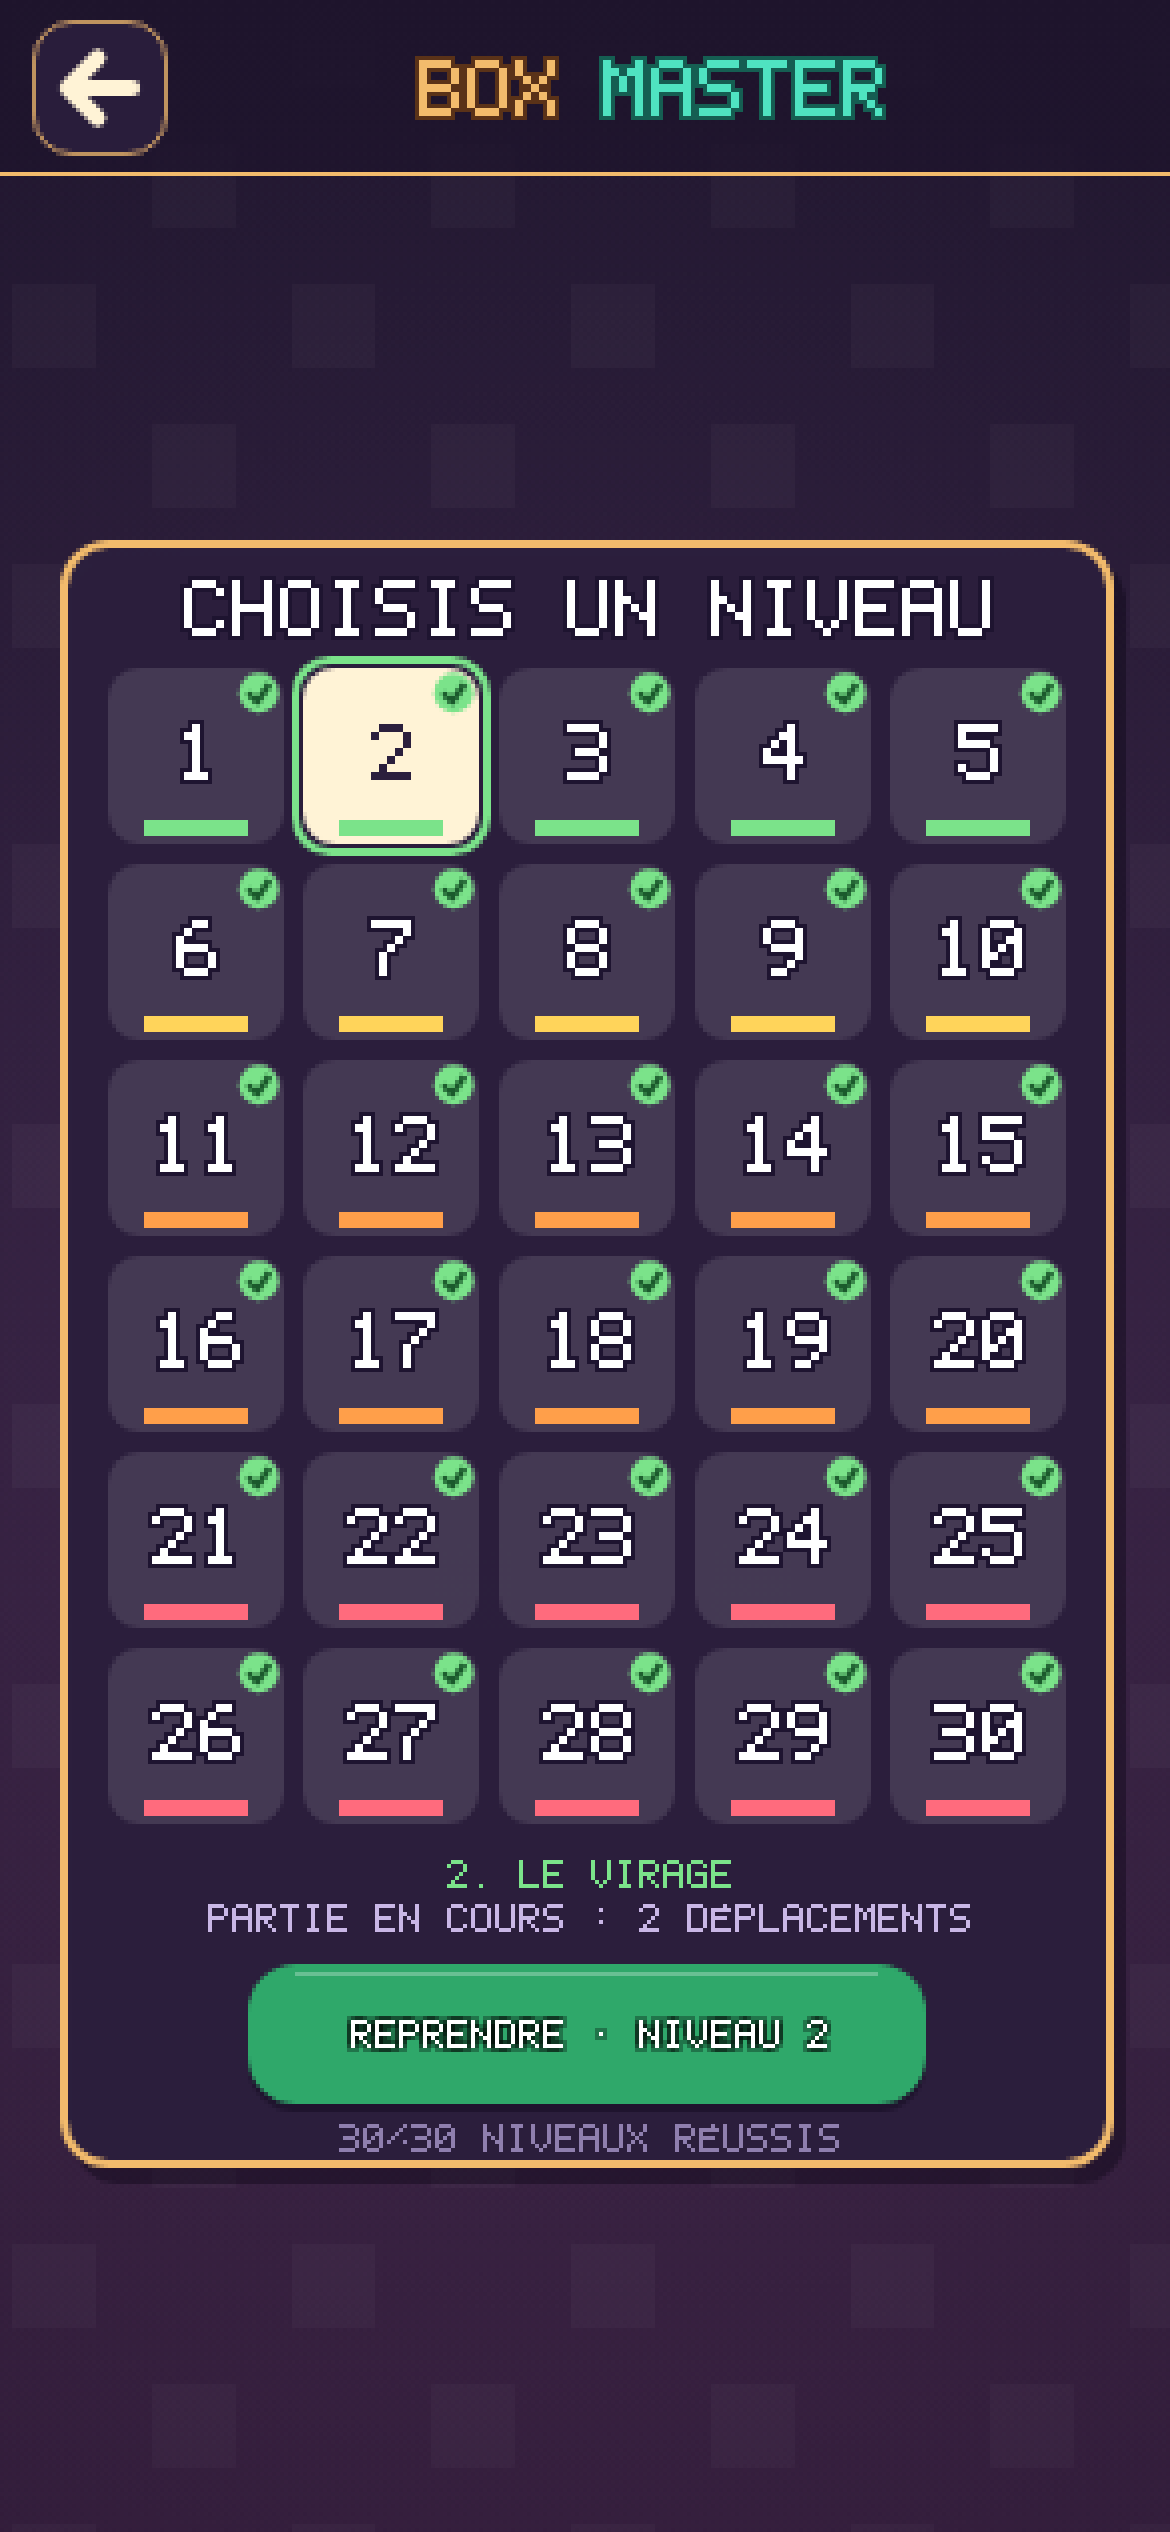 BOX MASTER
CHOISIS UN NIVEAU
1 2 3 4 5
6 7 8 9 10
11 12 13 14 15
16 17 18 19 20
21 22 23 24 25
26 27 28 29 30
2. LE VIRAGE
PARTIE EN COURS : 2 DÉPLACEMENTS
REPRENDRE · NIVEAU 2
30/30 NIVEAUX RÉUSSIS